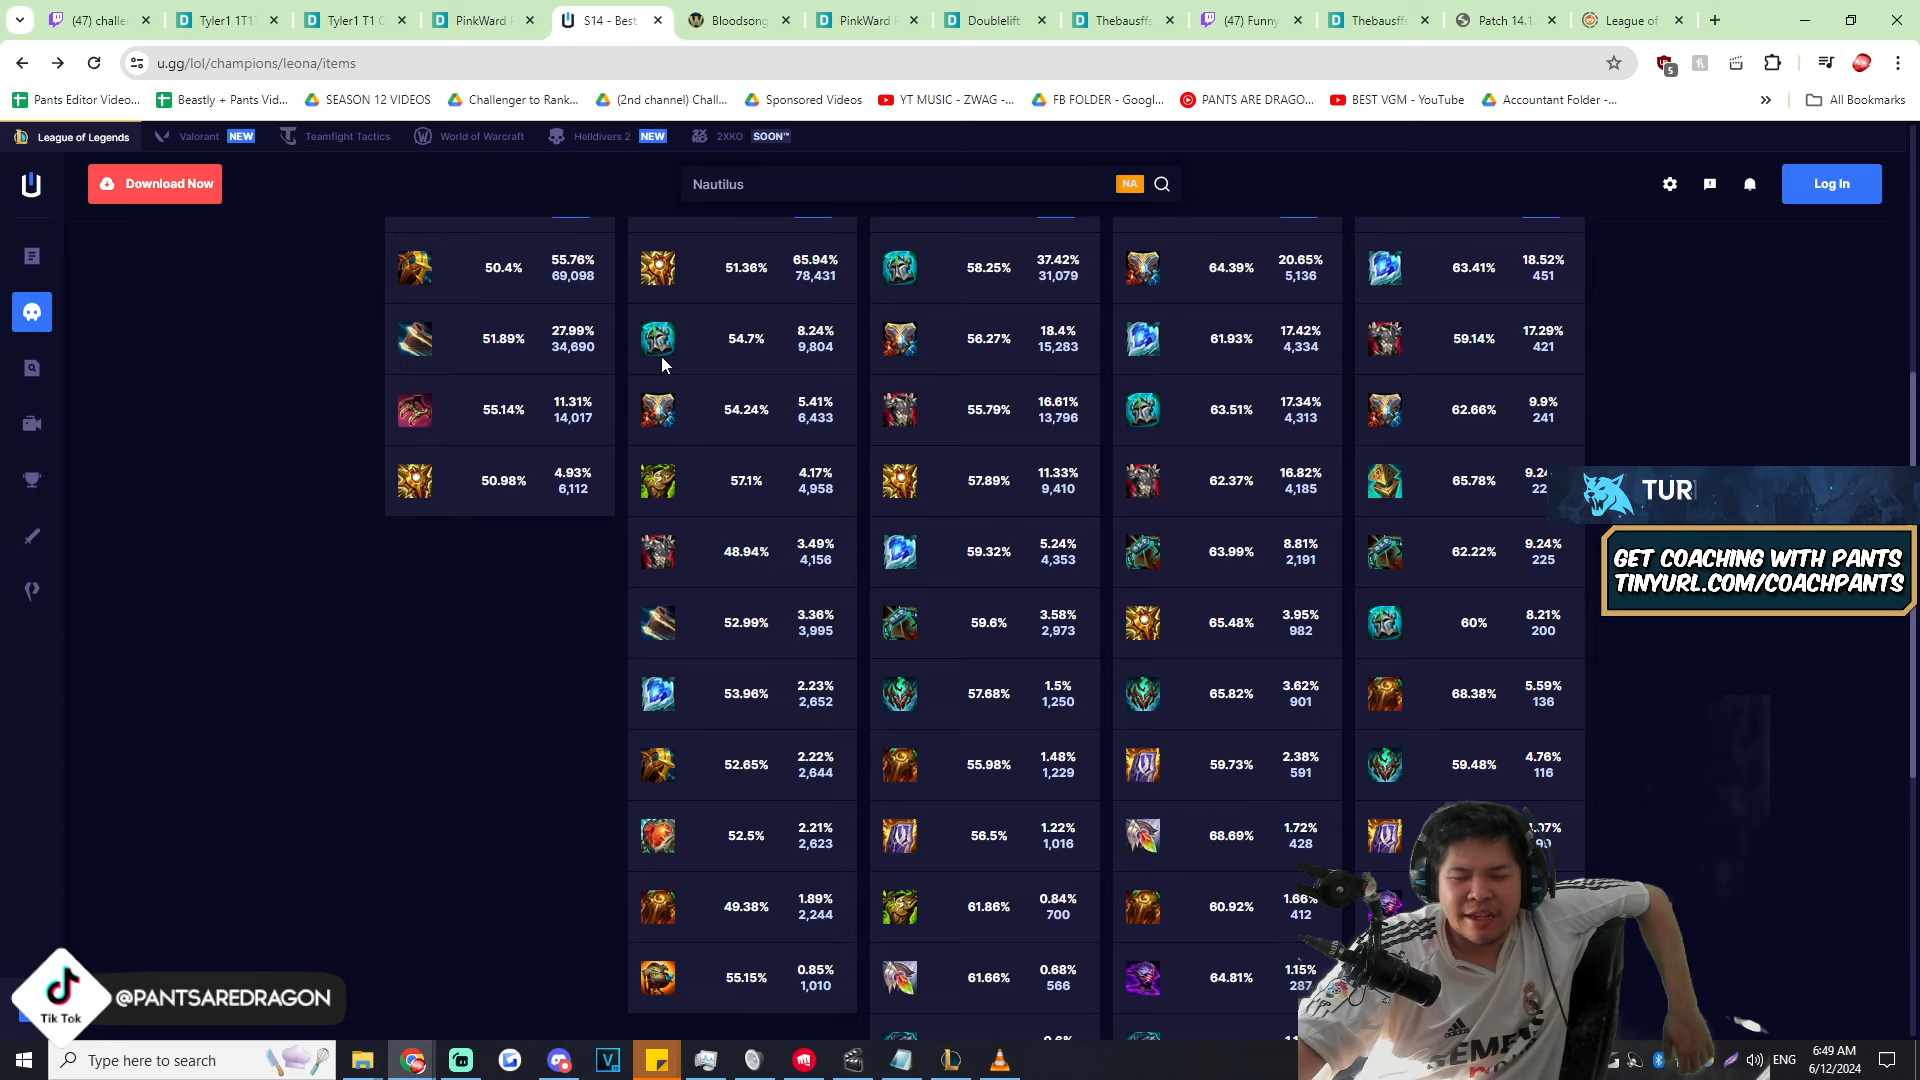 (47) challe
Tyler1 1T1
Tyler1 T1 C
PinkWard
S14 - Best
Bloodsong
PinkWard
Doublelift
Thebausffs
(47) Funny
Thebausffs
Patch 14.1
League of
u.gg/lol/champions/leona/items
Pants Editor Video...
Beastly + Pants Vid...
SEASON 12 VIDEOS
Challenger to Rank...
(2nd channel) Chall...
Sponsored Videos
YT MUSIC - ZWAG -...
FB FOLDER - Googl...
PANTS ARE DRAGO...
BEST VGM - YouTube
Accountant Folder -...
All Bookmarks
League of Legends
Valorant NEW
Teamfight Tactics
World of Warcraft
Helldivers 2 NEW
2XKO SOON™
Download Now
Nautilus
NA
Log In
50.4% 55.76% 69,098
51.36% 65.94% 78,431
58.25% 37.42% 31,079
64.39% 20.65% 5,136
63.41% 18.52% 451
51.89% 27.99% 34,690
54.7% 8.24% 9,804
56.27% 18.4% 15,283
61.93% 17.42% 4,334
59.14% 17.29% 421
55.14% 11.31% 14,017
54.24% 5.41% 6,433
55.79% 16.61% 13,796
63.51% 17.34% 4,313
62.66% 9.9% 241
50.98% 4.93% 6,112
57.1% 4.17% 4,958
57.89% 11.33% 9,410
62.37% 16.82% 4,185
65.78%
TUR
48.94% 3.49% 4,156
59.32% 5.24% 4,353
63.99% 8.81% 2,191
62.22% 9.24% 225
GET COACHING WITH PANTS
TINYURL.COM/COACHPANTS
52.99% 3.36% 3,995
59.6% 3.58% 2,973
65.48% 3.95% 982
60% 8.21% 200
53.96% 2.23% 2,652
57.68% 1.5% 1,250
65.82% 3.62% 901
68.38% 5.59% 136
52.65% 2.22% 2,644
55.98% 1.48% 1,229
59.73% 2.38% 591
59.48% 4.76% 116
52.5% 2.21% 2,623
56.5% 1.22% 1,016
68.69% 1.72% 428
49.38% 1.89% 2,244
61.86% 0.84% 700
60.92% 1.66% 412
55.15% 0.85% 1,010
61.66% 0.68% 566
64.81% 1.15% 287
@PANTSAREDRAGON
Tik Tok
Type here to search
ENG
6:49 AM
6/12/2024